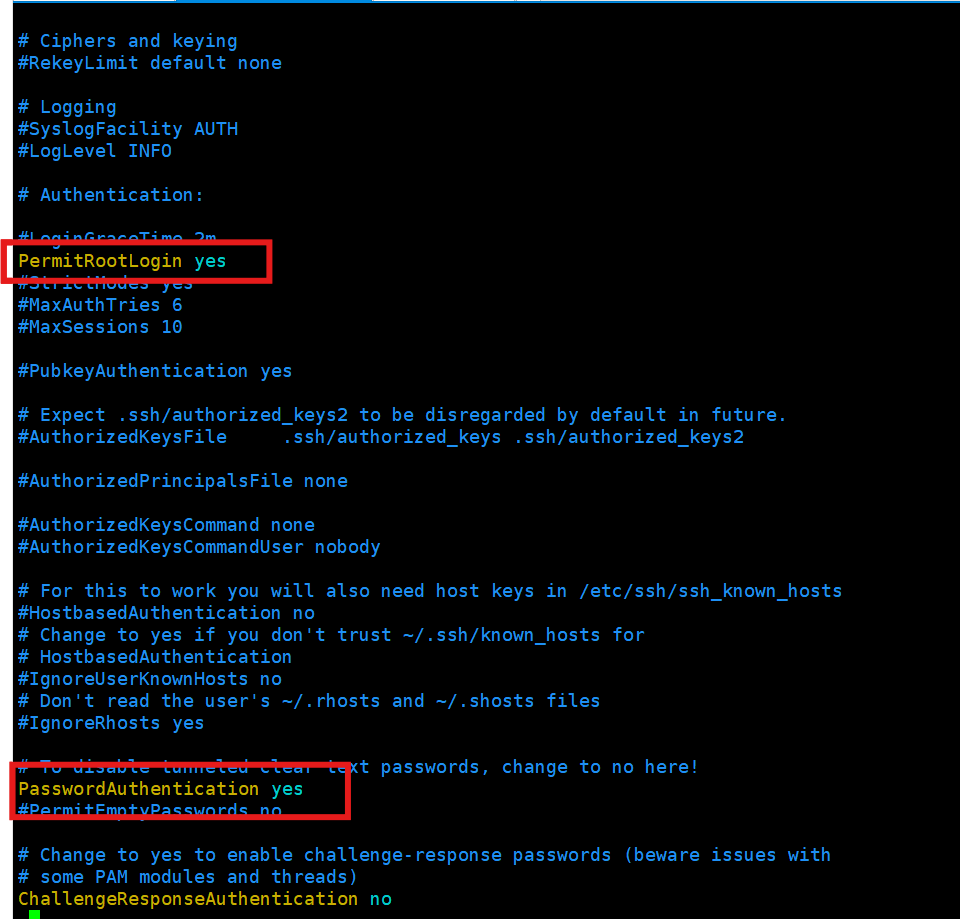 # Ciphers and keying
#RekeyLimit default none
# Logging
#SyslogFacility AUTH
#LogLevel INFO
# Authentication:
#LoginGraceTime 2m
PermitRootLogin yes
#StrictModes yes
#MaxAuthTries 6
#MaxSessions 10
#PubkeyAuthentication yes
# Expect .ssh/authorized_keys2 to be disregarded by default in future.
#AuthorizedKeysFile     .ssh/authorized_keys .ssh/authorized_keys2
#AuthorizedPrincipalsFile none
#AuthorizedKeysCommand none
#AuthorizedKeysCommandUser nobody
# For this to work you will also need host keys in /etc/ssh/ssh_known_hosts
#HostbasedAuthentication no
# Change to yes if you don't trust ~/.ssh/known_hosts for
# HostbasedAuthentication
#IgnoreUserKnownHosts no
# Don't read the user's ~/.rhosts and ~/.shosts files
#IgnoreRhosts yes
# To disable tunneled clear text passwords, change to no here!
PasswordAuthentication yes
#PermitEmptyPasswords no
# Change to yes to enable challenge-response passwords (beware issues with
# some PAM modules and threads)
ChallengeResponseAuthentication no